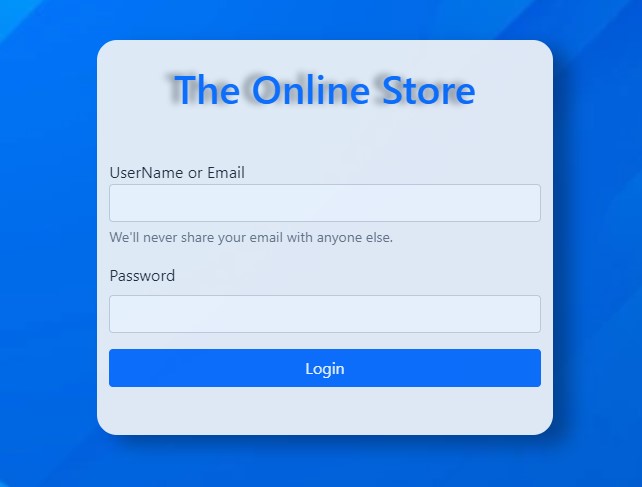 The Online Store
UserName or Email
We'll never share your email with anyone else.
Password
Login